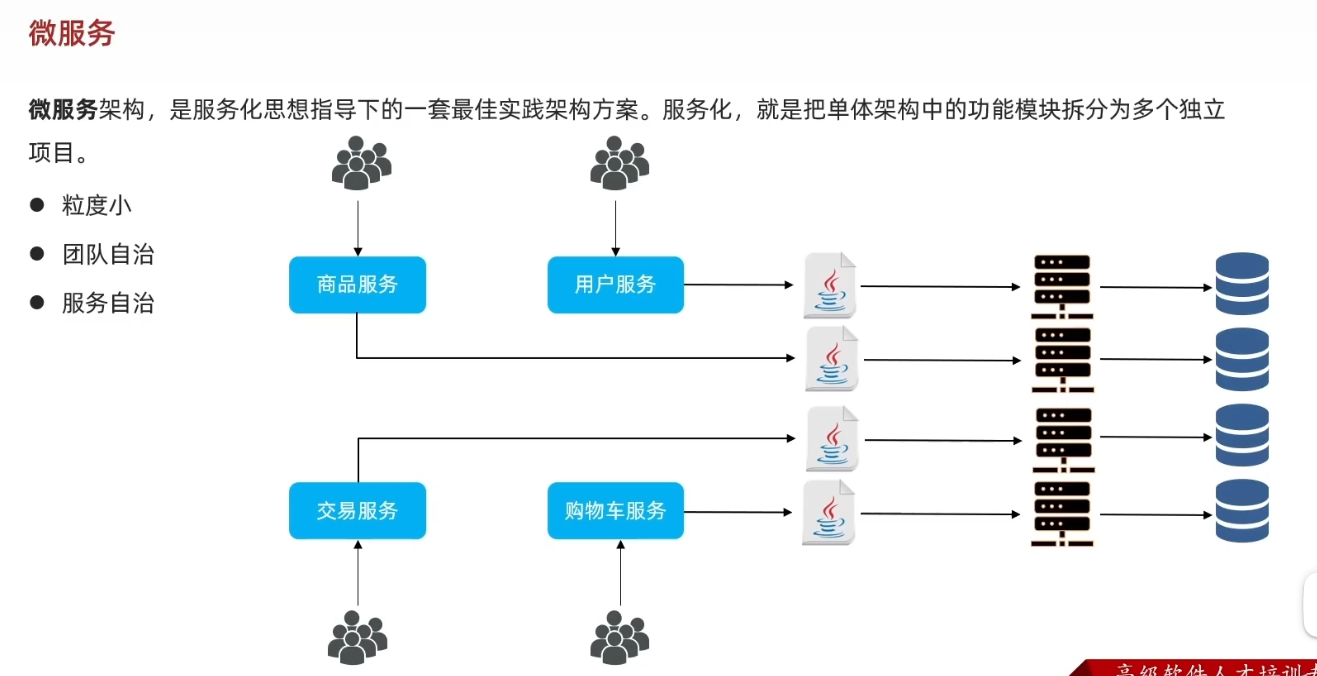 微服务
微服务架构，是服务化思想指导下的一套最佳实践架构方案。服务化，就是把单体架构中的功能模块拆分为多个独立
项目。
● 粒度小
● 团队自治
● 服务自治
商品服务
用户服务
交易服务
购物车服务
高级软件人才培训